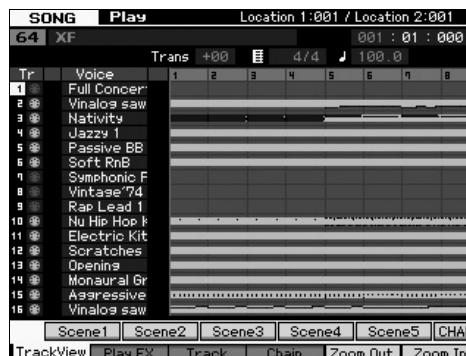 SONG Play Location 1:001 / Location 2:001
64 XF 001 : 01 : 000
Trans +00 4/4 ♩ 100.0
Tr Voice 1 2 3 4 5 6 7 8
1 Full Concer
2 Vinalog saw
3 Nativity
4 Jazzy 1
5 Passive BB
6 Soft RnB
7 Symphonic F
8 Vintage'74
9 Rap Lead 1
10 Nu Hip Hop K
11 Electric Kit
12 Scratches
13 Opening
14 Monaural Gr
15 Aggressive
16 Vinalog saw
Scene1 Scene2 Scene3 Scene4 Scene5 CHA
TrackView Play FX Track Chain Zoom Out Zoom In